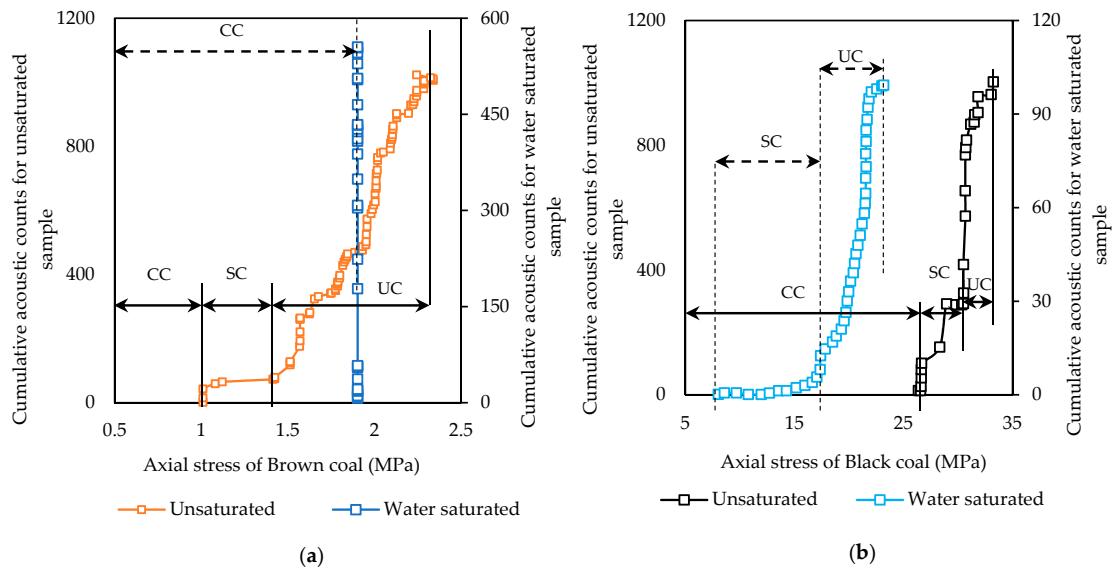 Cumulative acoustic counts for unsaturated
sample
1200
800
400
0
CC
CC
SC
UC
600
450
300
150
0
Cumulative acoustic counts for water saturated
sample
0.5
1
1.5
2
2.5
Axial stress of Brown coal (MPa)
Unsaturated
Water saturated
(a)
Cumulative acoustic counts for unsaturated
sample
1200
800
400
0
UC
SC
CC
SC
UC
120
90
60
30
0
Cumulative acoustic counts for water saturated
sample
5
15
25
35
Axial stress of Black coal (MPa)
Unsaturated
Water saturated
(b)